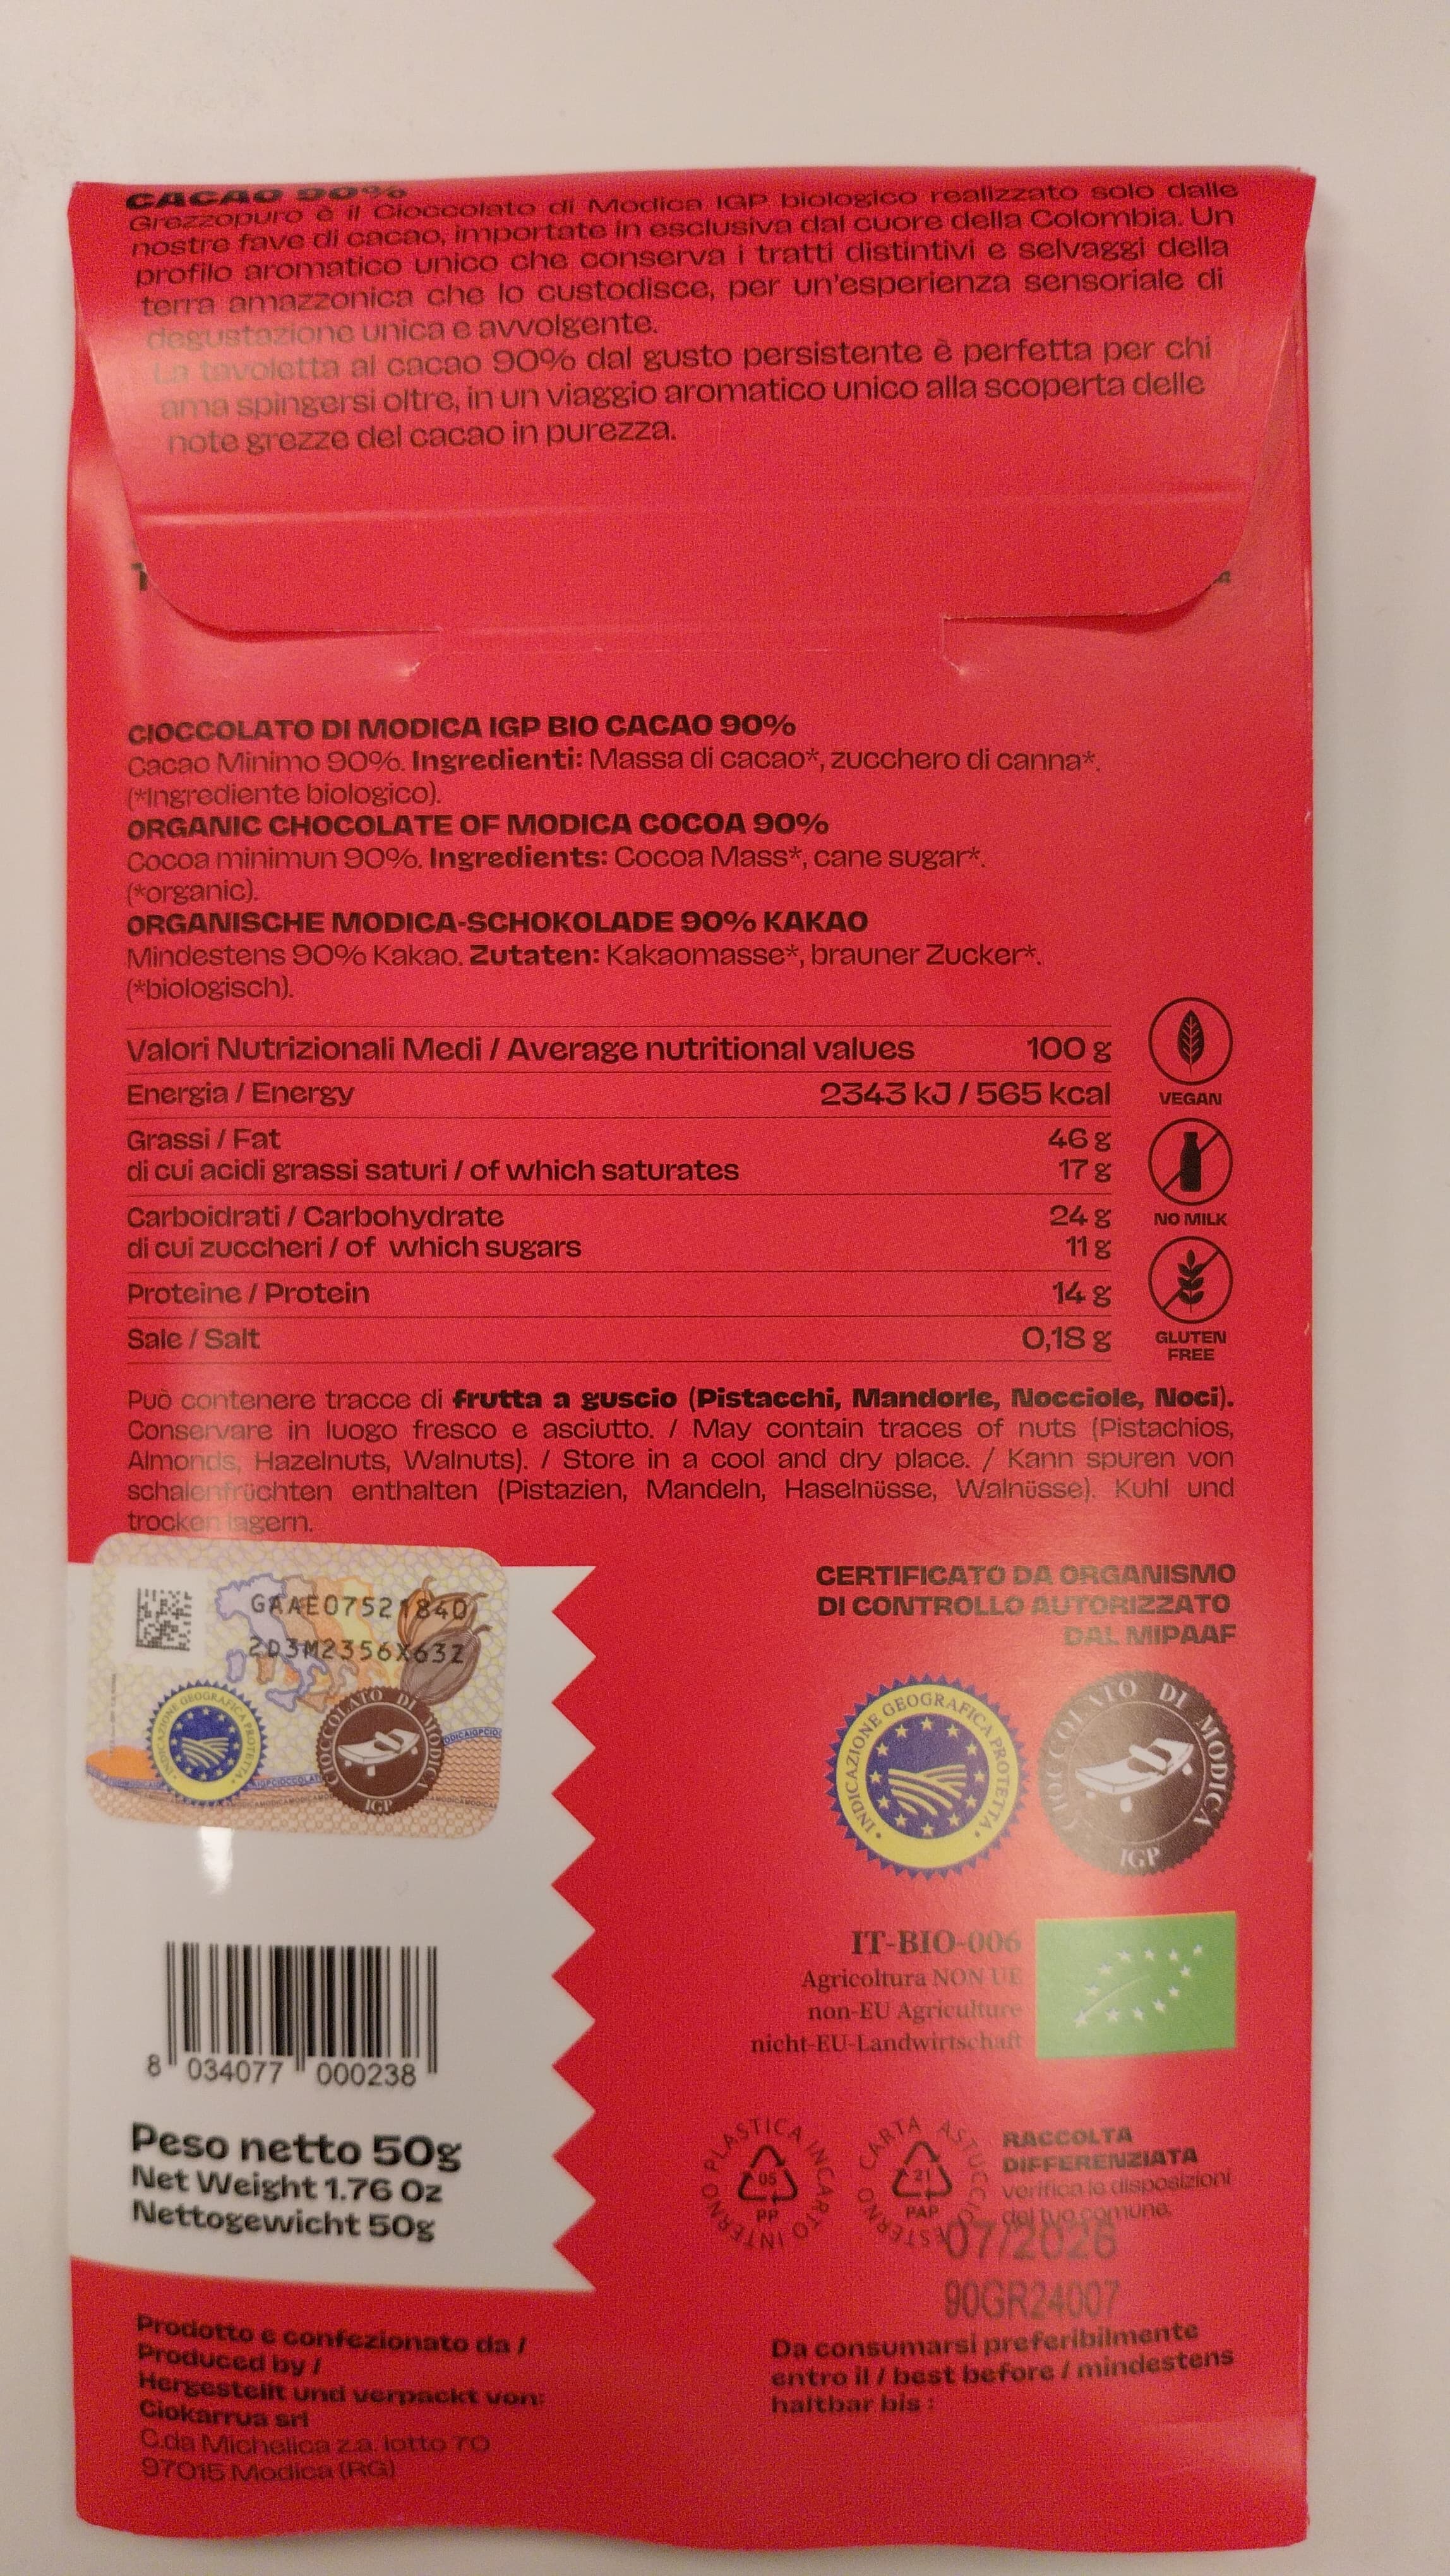 CACAO 90%
Grezzopuro è il Cioccolato di Modica IGP biologico realizzato solo dalle
nostre fave di cacao, importate in esclusiva dal cuore della Colombia. Un
profilo aromatico unico che conserva i tratti distintivi e selvaggi della
terra amazzonica che lo custodisce, per un'esperienza sensoriale di
degustazione unica e avvolgente.
La tavoletta al cacao 90% dal gusto persistente è perfetta per chi
ama spingersi oltre, in un viaggio aromatico unico alla scoperta delle
note grezze del cacao in purezza.
CIOCCOLATO DI MODICA IGP BIO CACAO 90%
Cacao Minimo 90%. Ingredienti: Massa di cacao*, zucchero di canna*.
(*Ingrediente biologico).
ORGANIC CHOCOLATE OF MODICA COCOA 90%
Cocoa minimun 90%. Ingredients: Cocoa Mass*, cane sugar*.
(*organic).
ORGANISCHE MODICA-SCHOKOLADE 90% KAKAO
Mindestens 90% Kakao. Zutaten: Kakaomasse*, brauner Zucker*.
(*biologisch).
Valori Nutrizionali Medi / Average nutritional values 100 g
Energia / Energy 2343 kJ / 565 kcal
Grassi / Fat 46 g
di cui acidi grassi saturi / of which saturates 17 g
Carboidrati / Carbohydrate 24 g
di cui zuccheri / of which sugars 11 g
Proteine / Protein 14 g
Sale / Salt 0,18 g
VEGAN
NO MILK
GLUTEN
FREE
Può contenere tracce di frutta a guscio (Pistacchi, Mandorle, Nocciole, Noci).
Conservare in luogo fresco e asciutto. / May contain traces of nuts (Pistachios,
Almonds, Hazelnuts, Walnuts). / Store in a cool and dry place. / Kann spuren von
schalenfrüchten enthalten (Pistazien, Mandeln, Haselnüsse, Walnüsse). Kuhl und
trocken lagern.
GAAE07521840
2D3M2356X63Z
INDICAZIONE GEOGRAFICA PROTETTA
CIOCCOLATO DI MODICA
IGP
CERTIFICATO DA ORGANISMO
DI CONTROLLO AUTORIZZATO
DAL MIPAAF
INDICAZIONE GEOGRAFICA PROTETTA
CIOCCOLATO DI MODICA
IGP
IT-BIO-006
Agricoltura NON UE
non-EU Agriculture
nicht-EU-Landwirtschaft
8 034077 000238
Peso netto 50g
Net Weight 1.76 Oz
Nettogewicht 50g
PLASTICA INCARTO INTERNO
05
PP
CARTA ASTUCCIO ESTERNO
21
PAP
RACCOLTA
DIFFERENZIATA
verifica le disposizioni
del tuo comune.
07/2026
90GR24007
Da consumarsi preferibilmente
entro il / best before / mindestens
haltbar bis :
Prodotto e confezionato da /
Produced by /
Hergestellt und verpackt von:
Ciokarrua srl
C.da Michelica z.a. lotto 70
97015 Modica (RG)